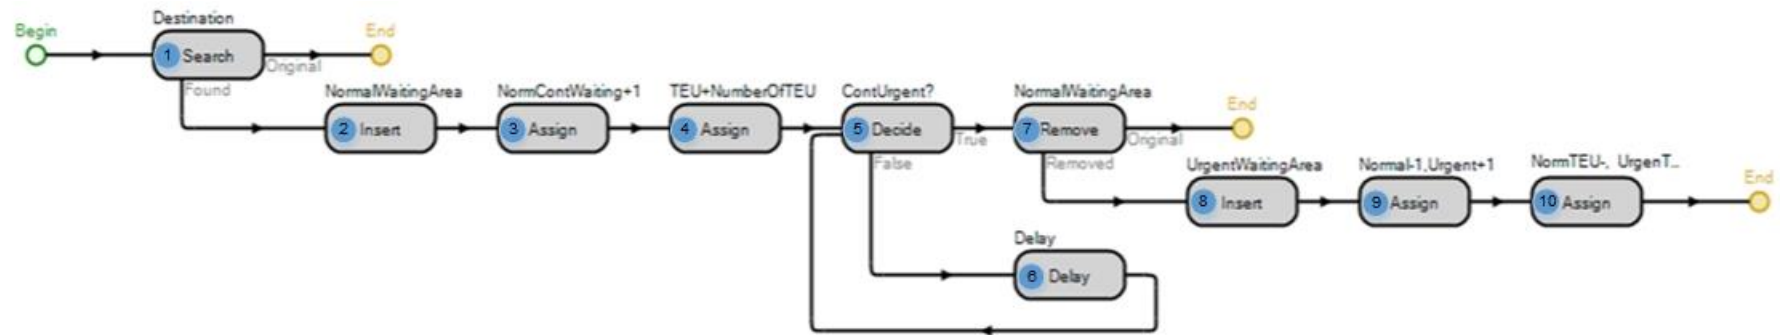 Begin
Destination
1 Search
Original
End
Found
NormalWaitingArea
2 Insert
NormContWaiting+1
3 Assign
TEU+NumberOfTEU
4 Assign
ContUrgent?
5 Decide
True
False
NormalWaitingArea
7 Remove
Original
End
Removed
UrgentWaitingArea
8 Insert
Normal-1,Urgent+1
9 Assign
NormTEU-, UrgenT...
10 Assign
End
Delay
6 Delay